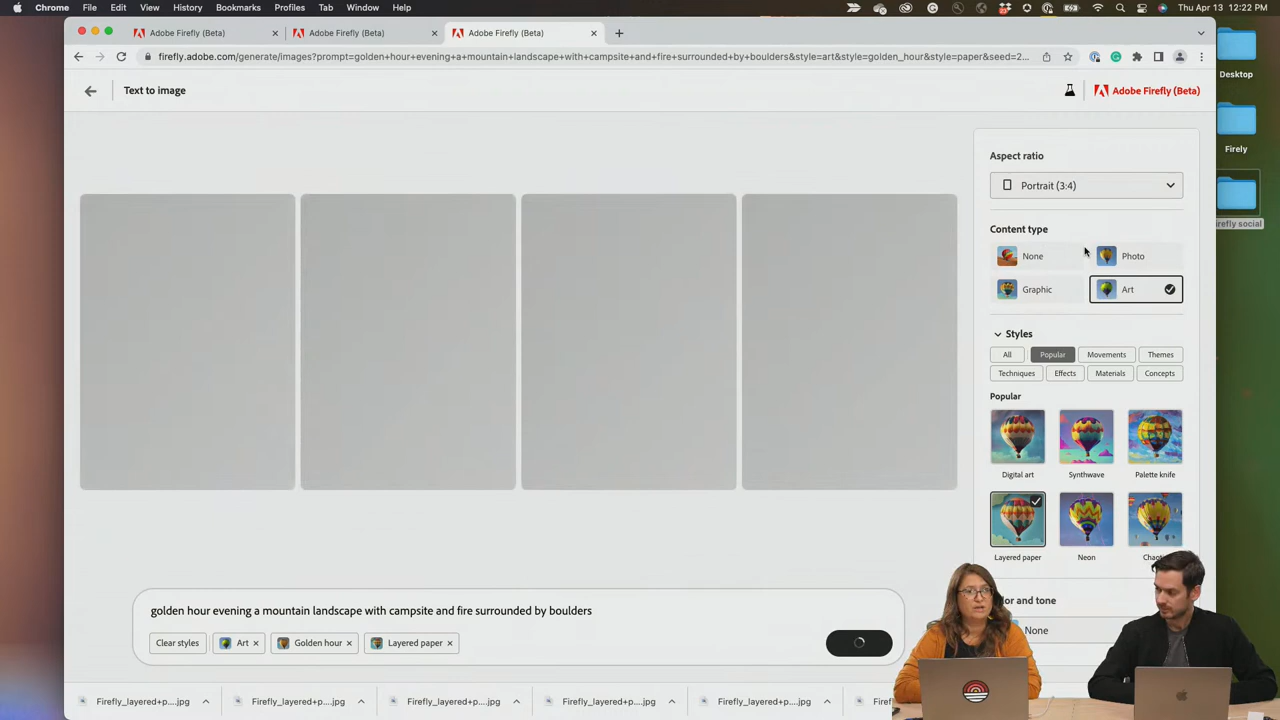 Chrome File Edit View History Bookmarks Profiles Tab Window Help
Thu Apr 13 12:22 PM
Adobe Firefly (Beta)
Adobe Firefly (Beta)
Adobe Firefly (Beta)
firefly.adobe.com/generate/images?prompt=golden+hour+evening+a+mountain+landscape+with+campsite+and+fire+surrounded+by+boulders&style=art&style=golden_hour&style=paper&seed=2...
Desktop
Text to image
Adobe Firefly (Beta)
Firely
Aspect ratio
Portrait (3:4)
irefly social
Content type
None
Photo
Graphic
Art
Styles
All Popular Movements Themes
Techniques Effects Materials Concepts
Popular
Digital art
Synthwave
Palette knife
Layered paper
Neon
Color and tone
None
golden hour evening a mountain landscape with campsite and fire surrounded by boulders
Clear styles
Art
Golden hour
Layered paper
Firefly_layered+p....jpg
Firefly_layered+p....jpg
Firefly_layered+p....jpg
Firefly_layered+p....jpg
Firefly_layered+p....jpg